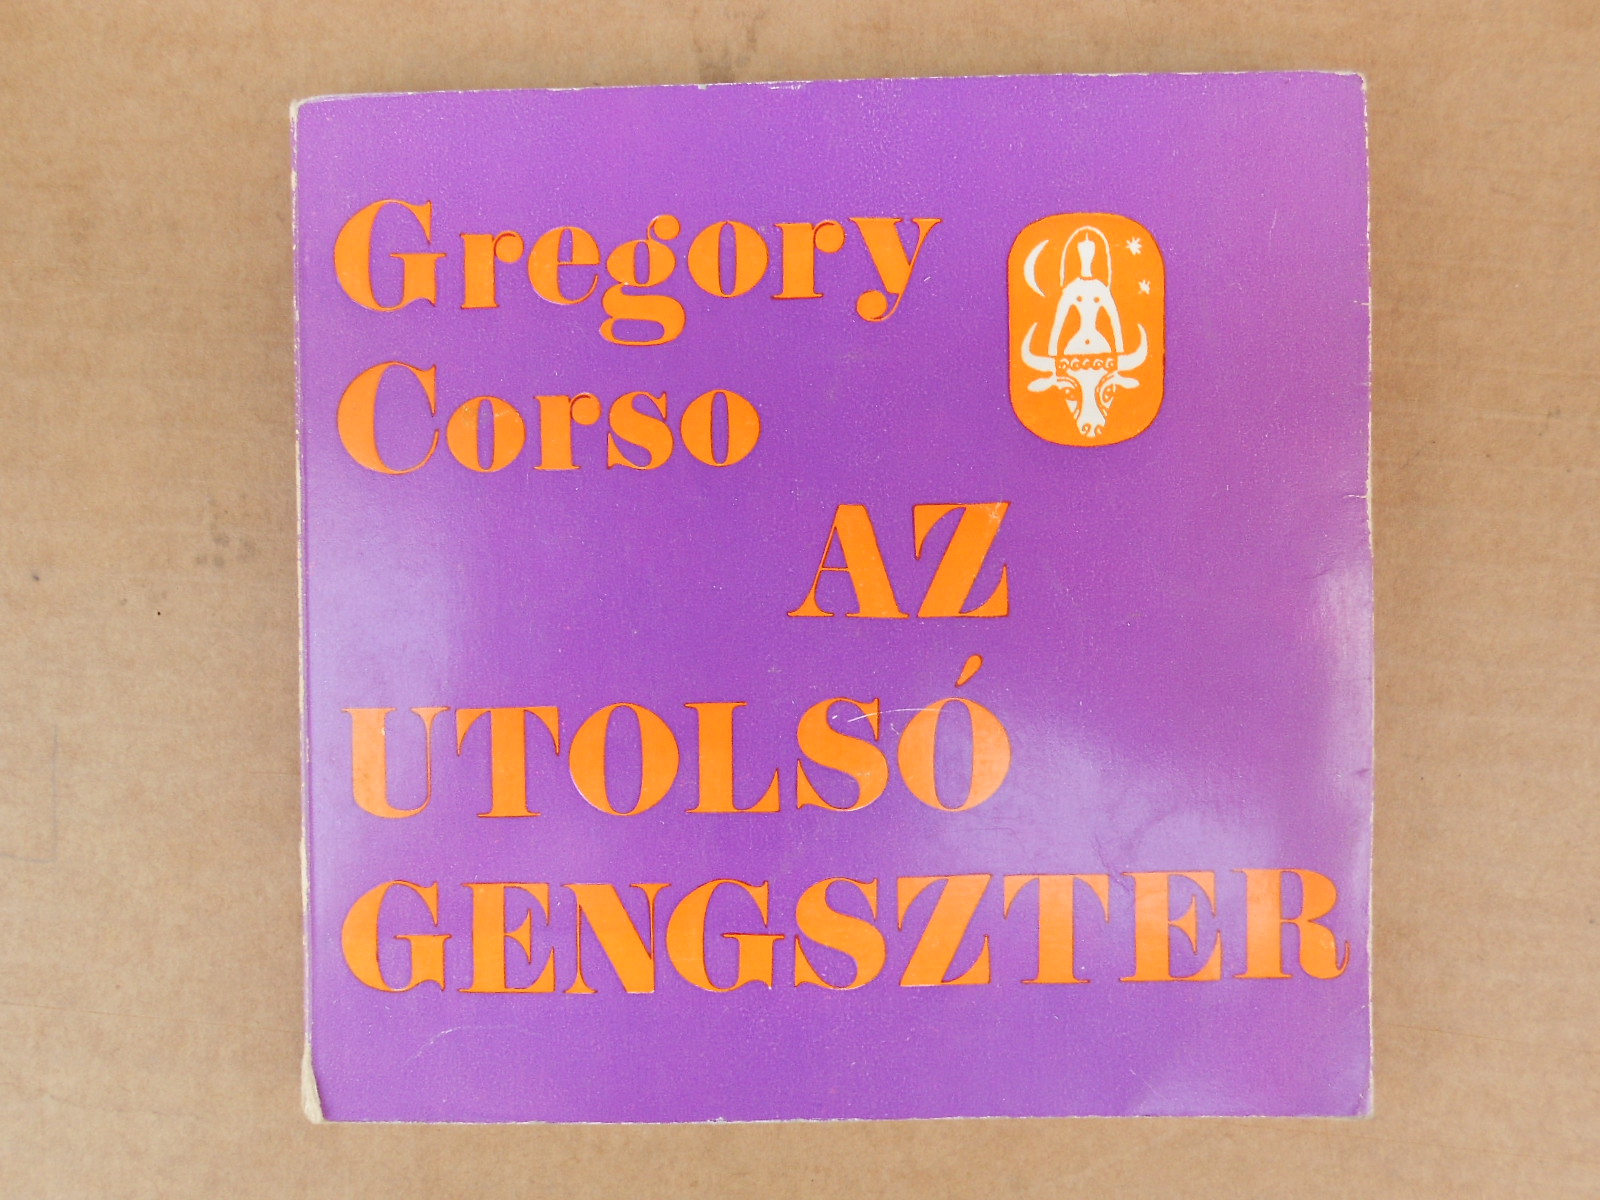 Gregory
Corso
AZ
UTOLSÓ
GENGSZTER